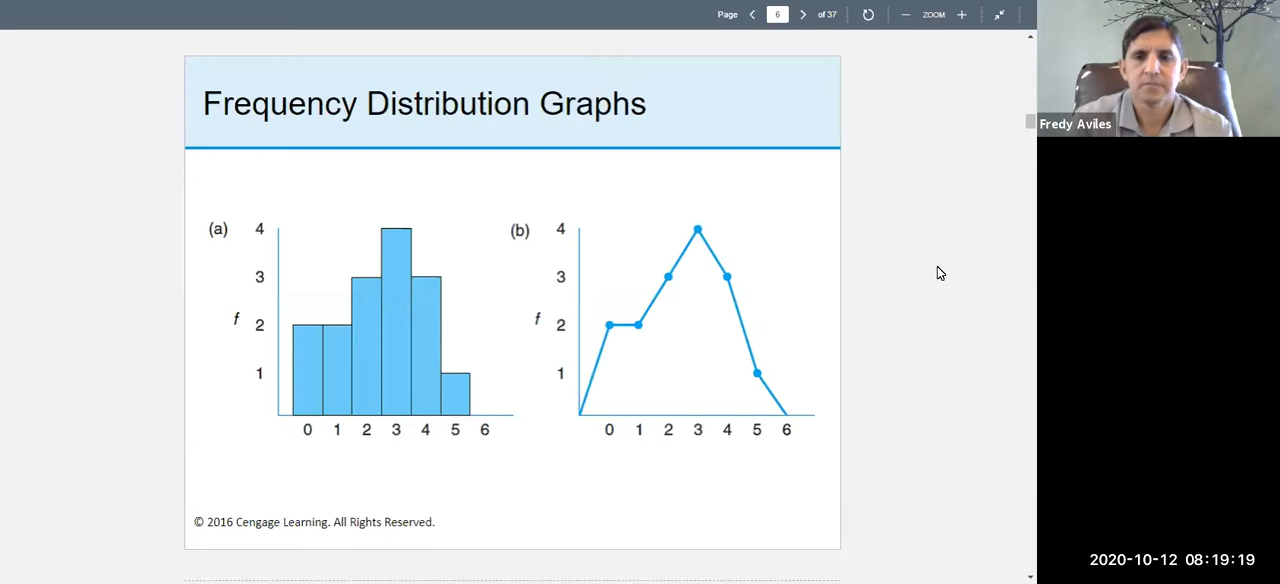 Page 6 of 37 ZOOM
Fredy Aviles
Frequency Distribution Graphs
(a) 4 3 f 2 1
0 1 2 3 4 5 6
(b) 4 3 f 2 1
0 1 2 3 4 5 6
© 2016 Cengage Learning. All Rights Reserved.
2020-10-12 08:19:19